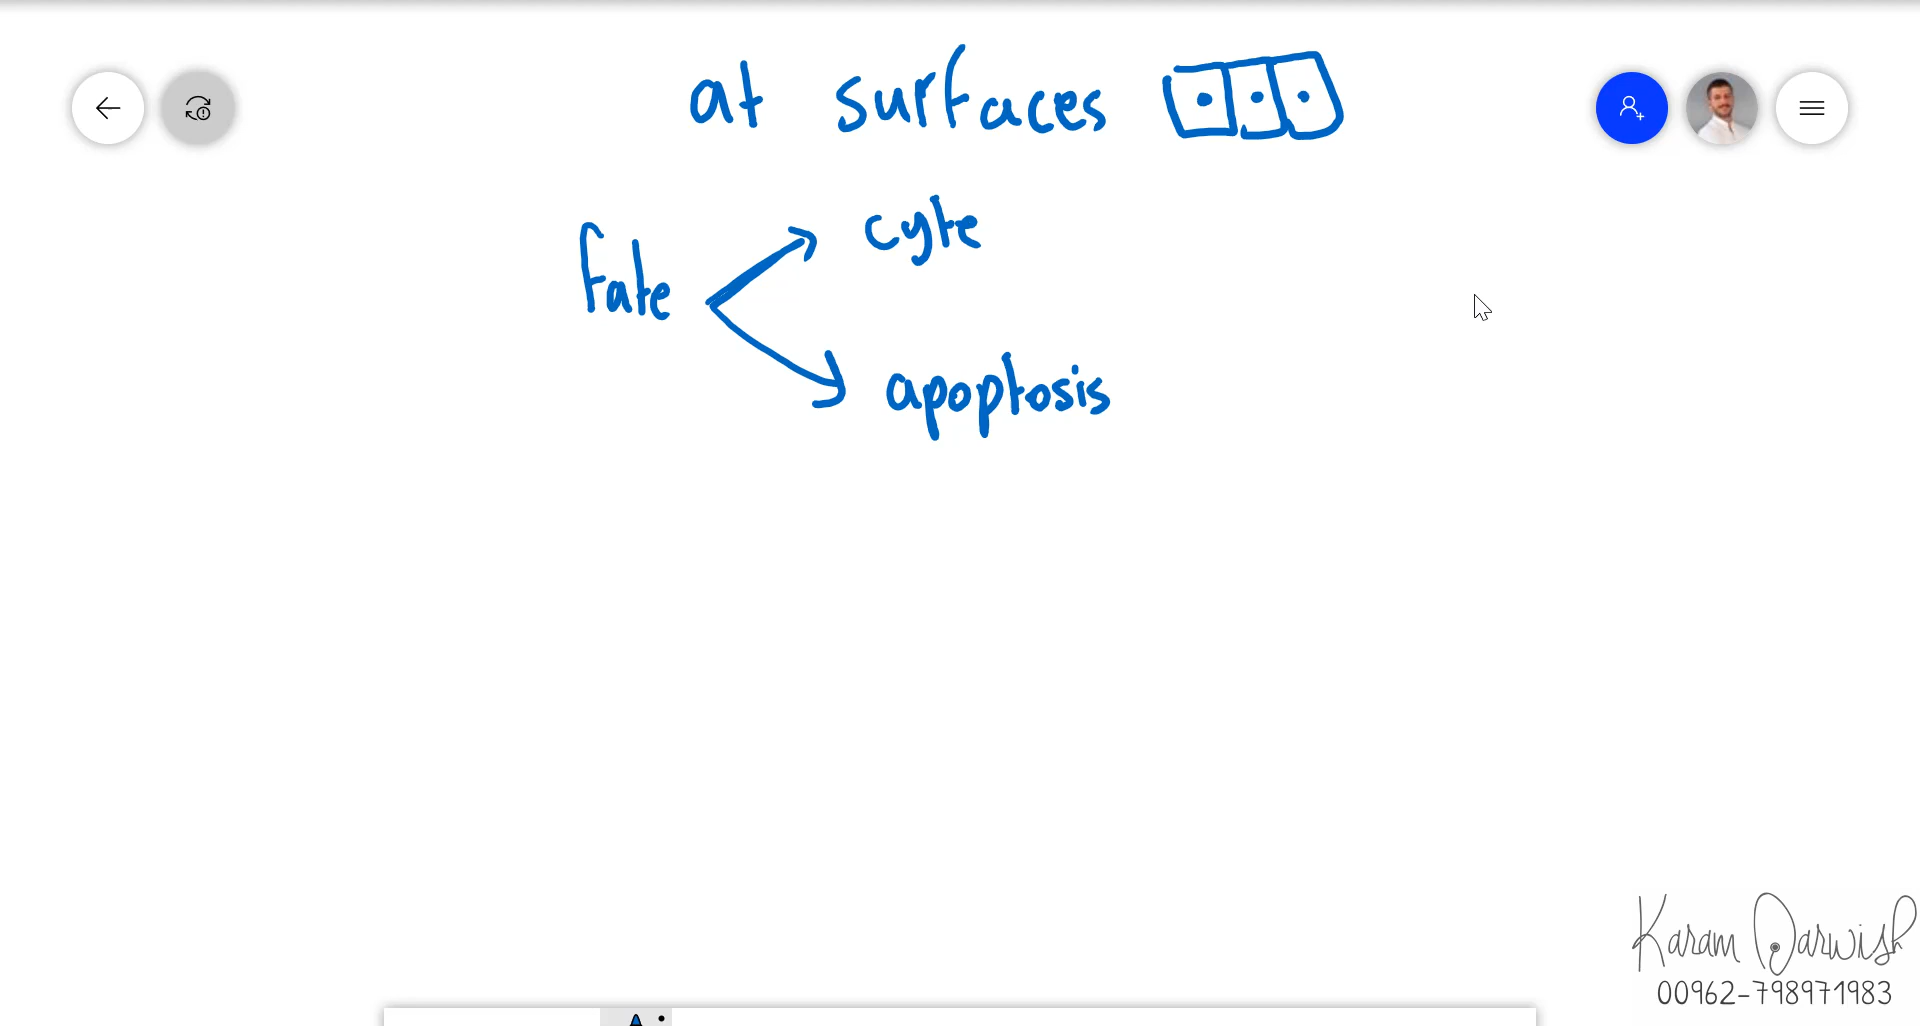 at surfaces
fate
cyte
apoptosis
Karam Darwish
00962-798971983